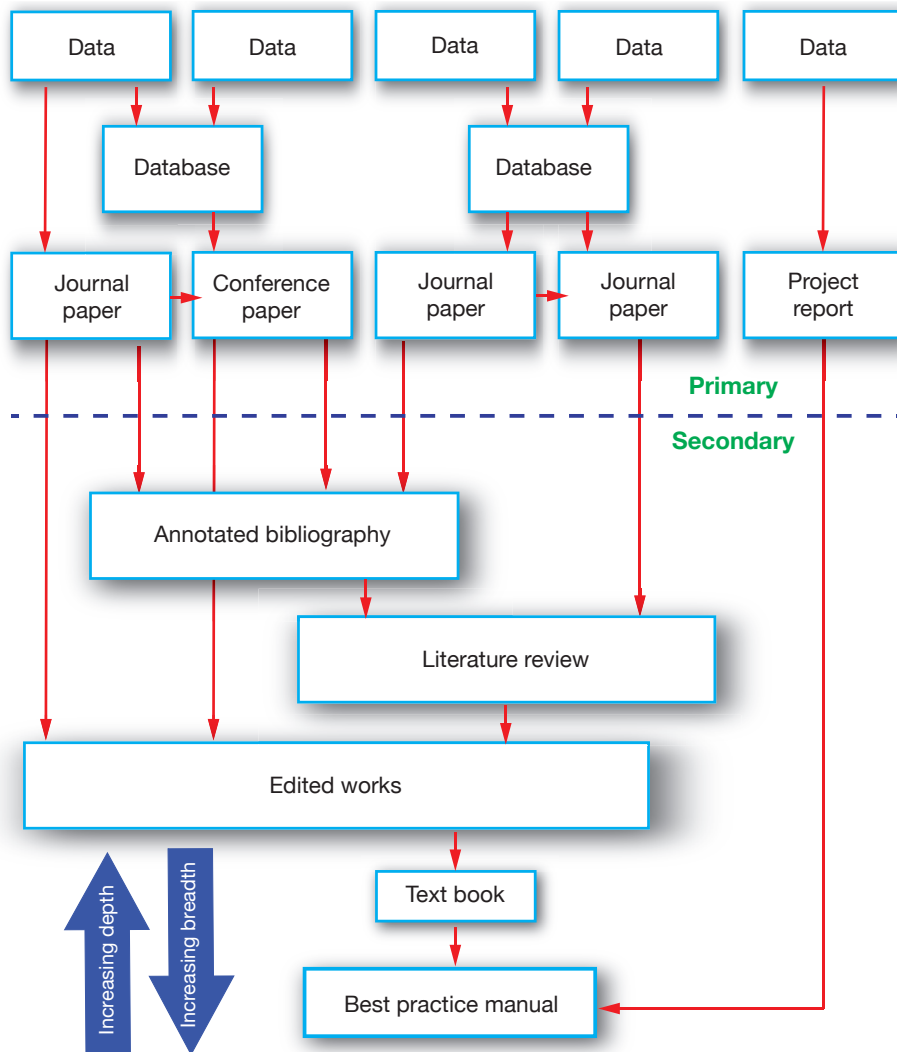 Data
Data
Data
Data
Data
Database
Database
Journal
paper
Conference
paper
Journal
paper
Journal
paper
Project
report
Primary
Secondary
Annotated bibliography
Literature review
Edited works
Increasing depth
Increasing breadth
Text book
Best practice manual